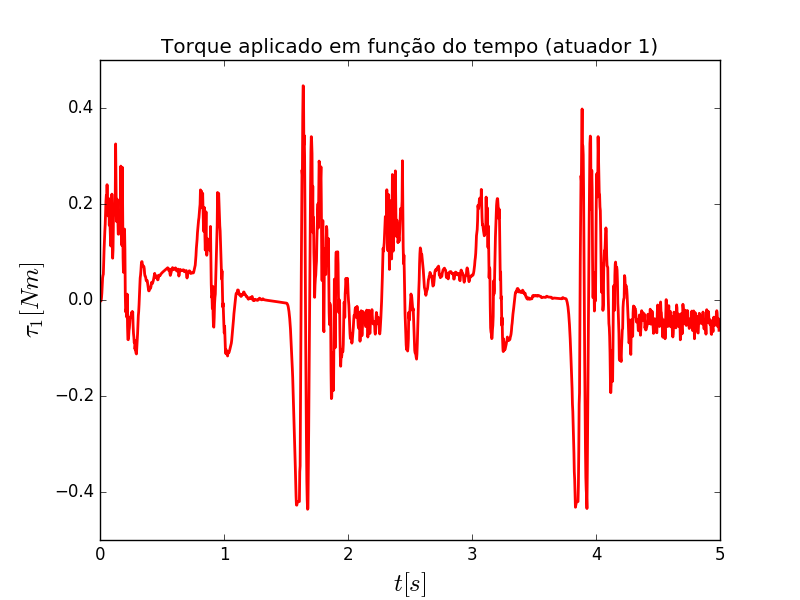 Torque aplicado em função do tempo (atuador 1)
τ₁[Nm]
0.4
0.2
0.0
−0.2
−0.4
0 1 2 3 4 5
t[s]